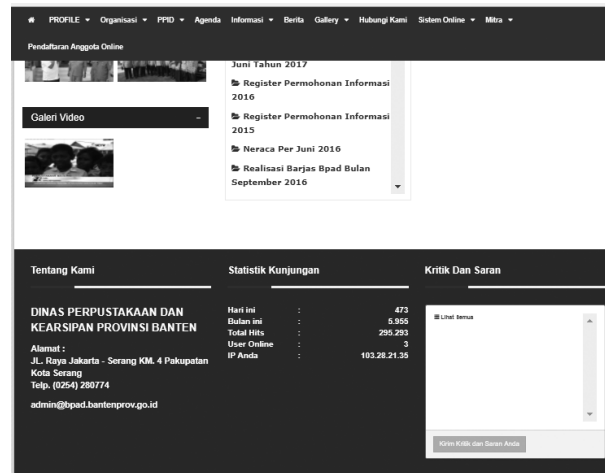 PROFILE Organisasi PPID Agenda Informasi Berita Gallery Hubungi Kami Sistem Online Mitra
Pendaftaran Anggota Online
Juni Tahun 2017
Register Permohonan Informasi
2016
Register Permohonan Informasi
2015
Neraca Per Juni 2016
Realisasi Barjas Bpad Bulan
September 2016
Galeri Video –
Tentang Kami
DINAS PERPUSTAKAAN DAN
KEARSIPAN PROVINSI BANTEN
Alamat :
JL. Raya Jakarta - Serang KM. 4 Pakupatan
Kota Serang
Telp. (0254) 280774
admin@bpad.bantenprov.go.id
Statistik Kunjungan
Hari ini : 473
Bulan ini : 5.955
Total Hits : 295.293
User Online : 3
IP Anda : 103.28.21.35
Kritik Dan Saran
Lihat Semua
Kirim Kritik dan Saran Anda